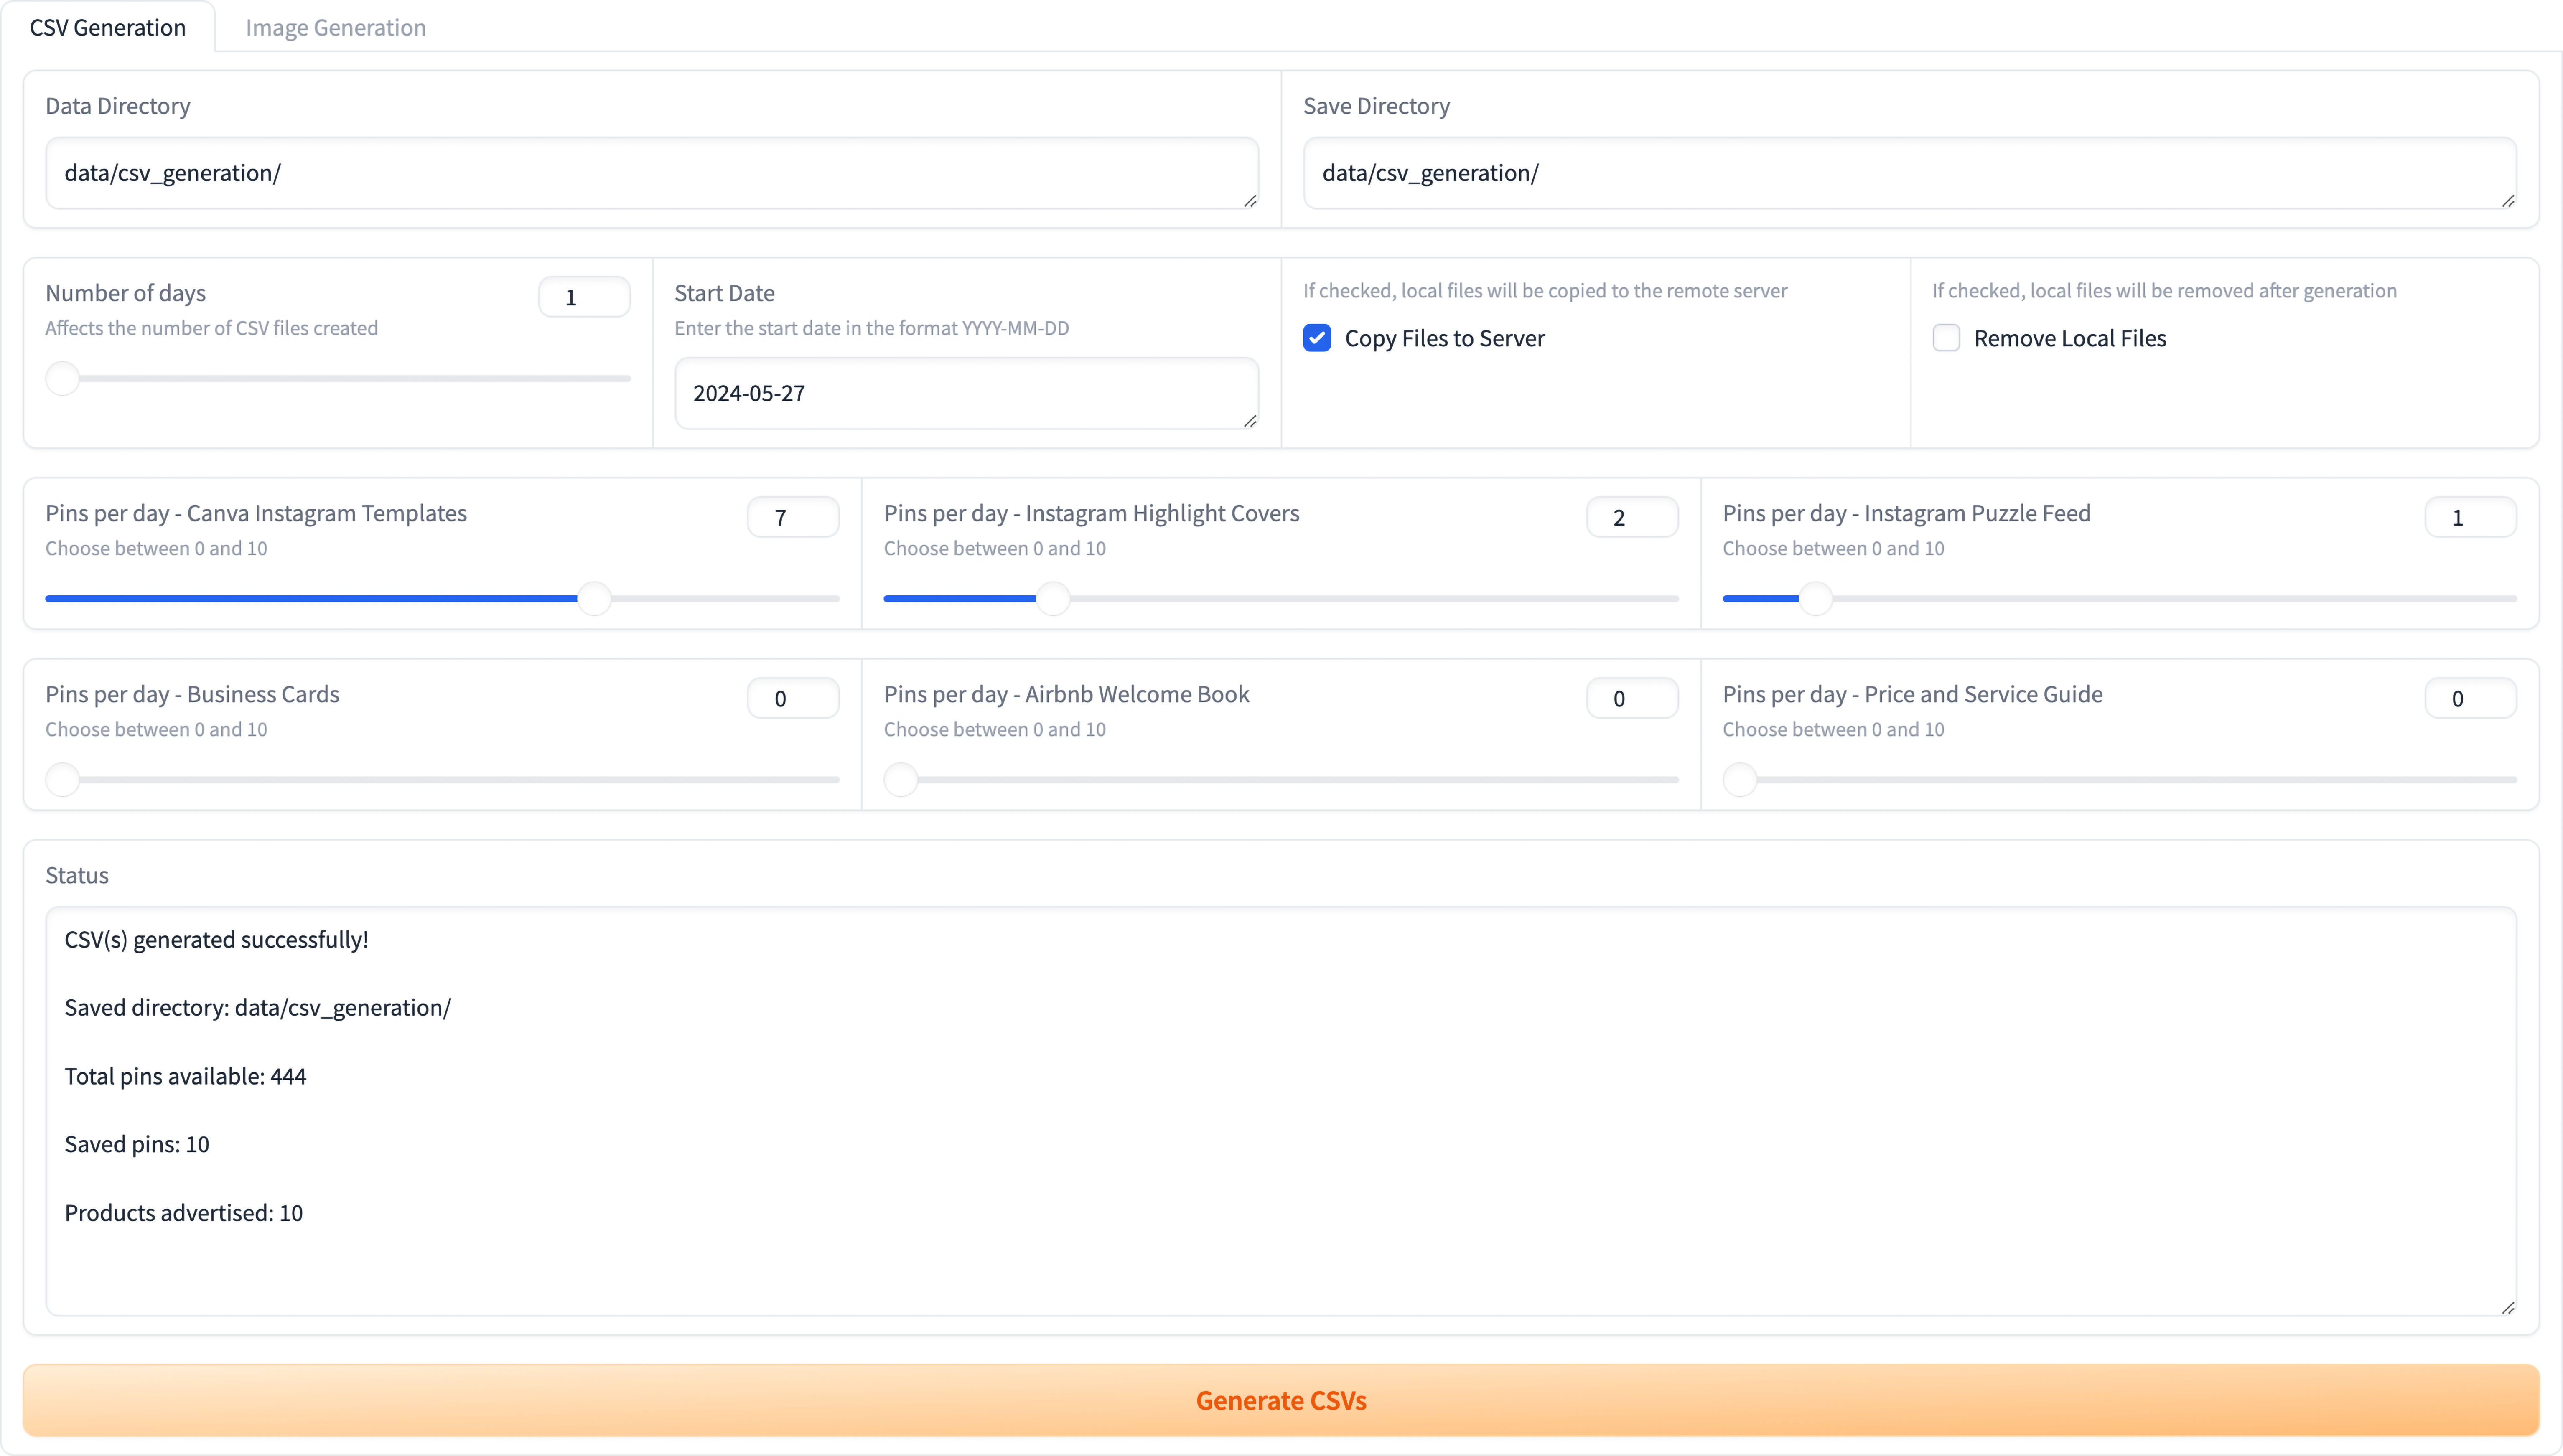 CSV Generation
Image Generation
Data Directory
data/csv_generation/
Save Directory
data/csv_generation/
Number of days
1
Affects the number of CSV files created
Start Date
Enter the start date in the format YYYY-MM-DD
2024-05-27
If checked, local files will be copied to the remote server
Copy Files to Server
If checked, local files will be removed after generation
Remove Local Files
Pins per day - Canva Instagram Templates
7
Choose between 0 and 10
Pins per day - Instagram Highlight Covers
2
Choose between 0 and 10
Pins per day - Instagram Puzzle Feed
1
Choose between 0 and 10
Pins per day - Business Cards
0
Choose between 0 and 10
Pins per day - Airbnb Welcome Book
0
Choose between 0 and 10
Pins per day - Price and Service Guide
0
Choose between 0 and 10
Status
CSV(s) generated successfully!
Saved directory: data/csv_generation/
Total pins available: 444
Saved pins: 10
Products advertised: 10
Generate CSVs